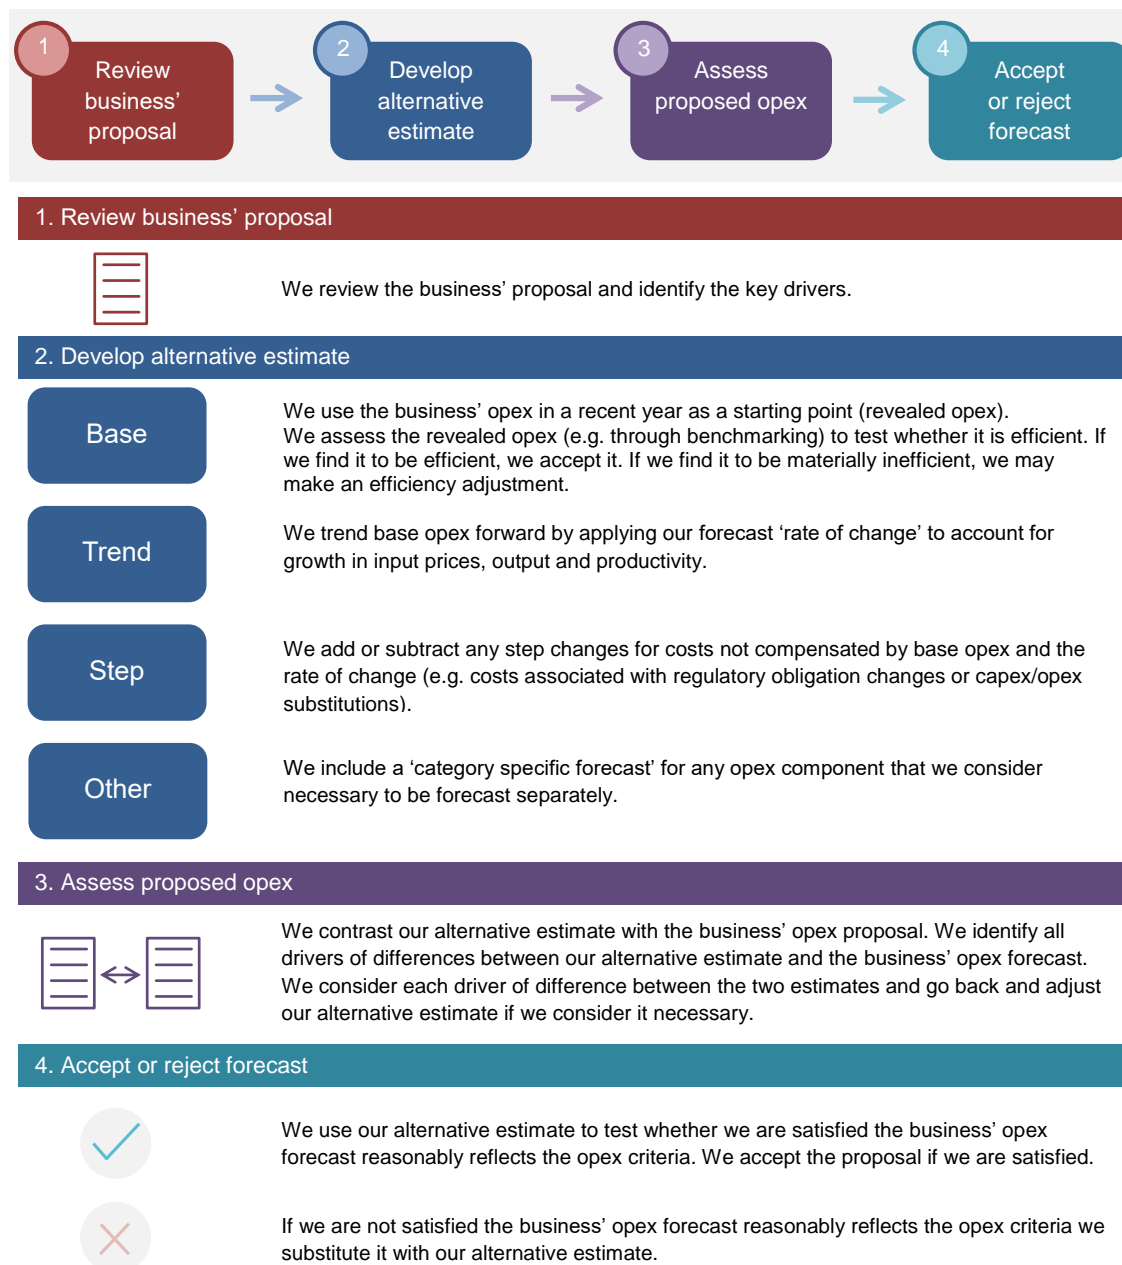 1
Review
business’
proposal
2
Develop
alternative
estimate
3
Assess
proposed opex
4
Accept
or reject
forecast
1. Review business’ proposal
We review the business’ proposal and identify the key drivers.
2. Develop alternative estimate
Base
We use the business’ opex in a recent year as a starting point (revealed opex).
We assess the revealed opex (e.g. through benchmarking) to test whether it is efficient. If
we find it to be efficient, we accept it. If we find it to be materially inefficient, we may
make an efficiency adjustment.
Trend
We trend base opex forward by applying our forecast ‘rate of change’ to account for
growth in input prices, output and productivity.
Step
We add or subtract any step changes for costs not compensated by base opex and the
rate of change (e.g. costs associated with regulatory obligation changes or capex/opex
substitutions).
Other
We include a ‘category specific forecast’ for any opex component that we consider
necessary to be forecast separately.
3. Assess proposed opex
We contrast our alternative estimate with the business’ opex proposal. We identify all
drivers of differences between our alternative estimate and the business’ opex forecast.
We consider each driver of difference between the two estimates and go back and adjust
our alternative estimate if we consider it necessary.
4. Accept or reject forecast
We use our alternative estimate to test whether we are satisfied the business’ opex
forecast reasonably reflects the opex criteria. We accept the proposal if we are satisfied.
If we are not satisfied the business’ opex forecast reasonably reflects the opex criteria we
substitute it with our alternative estimate.